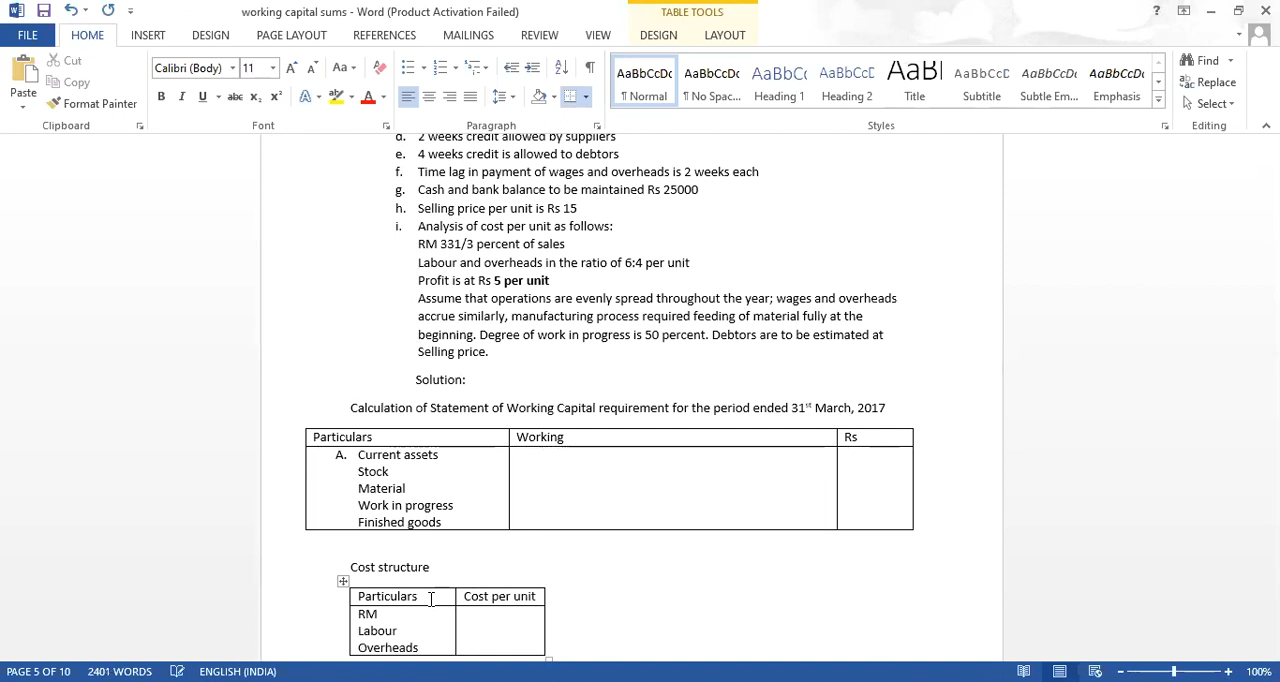 working capital sums - Word (Product Activation Failed)
TABLE TOOLS
FILE HOME INSERT DESIGN PAGE LAYOUT REFERENCES MAILINGS REVIEW VIEW DESIGN LAYOUT
Paste
Cut
Copy
Format Painter
Clipboard
Calibri (Body) 11
Font
Paragraph
AaBbCcDc AaBbCcDc AaBbCc AaBbCcD AaBl AaBbCcD AaBbCcDc AaBbCcDc
¶ Normal ¶ No Spac... Heading 1 Heading 2 Title Subtitle Subtle Em... Emphasis
Styles
Find
Replace
Select
Editing
d. 2 weeks credit allowed by suppliers
e. 4 weeks credit is allowed to debtors
f. Time lag in payment of wages and overheads is 2 weeks each
g. Cash and bank balance to be maintained Rs 25000
h. Selling price per unit is Rs 15
i. Analysis of cost per unit as follows:
RM 331/3 percent of sales
Labour and overheads in the ratio of 6:4 per unit
Profit is at Rs 5 per unit
Assume that operations are evenly spread throughout the year; wages and overheads
accrue similarly, manufacturing process required feeding of material fully at the
beginning. Degree of work in progress is 50 percent. Debtors are to be estimated at
Selling price.
Solution:
Calculation of Statement of Working Capital requirement for the period ended 31st March, 2017
Particulars Working Rs
A. Current assets
Stock
Material
Work in progress
Finished goods
Cost structure
Particulars Cost per unit
RM
Labour
Overheads
PAGE 5 OF 10 2401 WORDS ENGLISH (INDIA) 100%